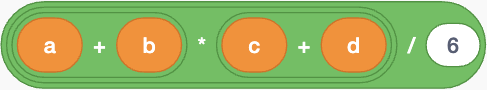 a + b * c + d / 6